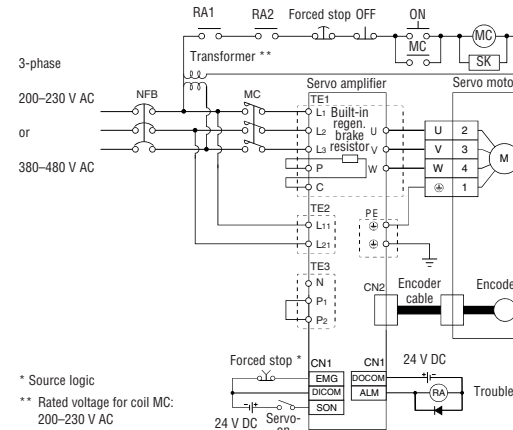 RA1 RA2 Forced stop OFF ON
MC
MC
SK
Transformer **
3-phase
200–230 V AC
or
380–480 V AC
NFB
MC
Servo amplifier
Servo moto
TE1
L1
L2
L3
P
C
Built-in
regen.
brake
resistor
U
V
W
U 2
V 3
W 4
1
M
TE2
L11
L21
PE
TE3
N
P1
P2
CN2
Encoder
cable
Encode
Forced stop *
CN1
EMG
DICOM
SON
CN1
DOCOM
ALM
24 V DC
RA
Trouble
24 V DC
Servo-
on
* Source logic
** Rated voltage for coil MC:
200–230 V AC